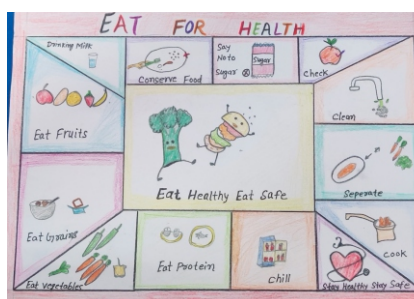 EAT FOR HEALTH
Drinking Milk
Conserve Food
Say
No to
Sugar
Sugar
Check
Clean
Eat Fruits
Eat Healthy Eat Safe
Seperate
Eat Grains
Cook
Eat Vegetables
Eat Protein
Chill
Stay Healthy Stay Safe